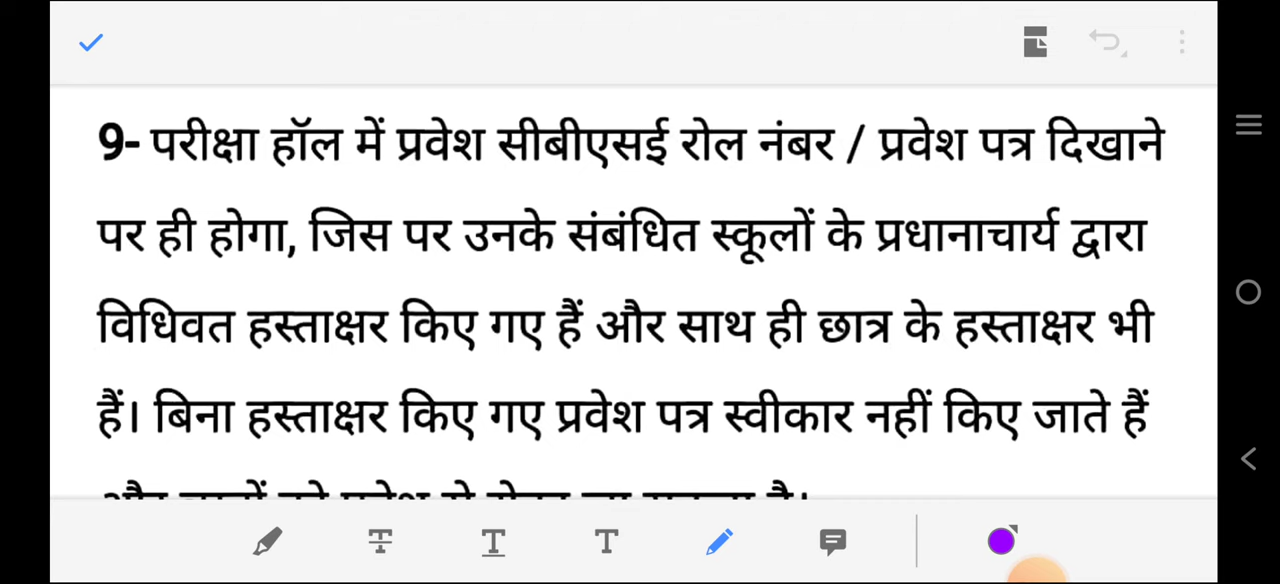 9- परीक्षा हॉल में प्रवेश सीबीएसई रोल नंबर / प्रवेश पत्र दिखाने
पर ही होगा, जिस पर उनके संबंधित स्कूलों के प्रधानाचार्य द्वारा
विधिवत हस्ताक्षर किए गए हैं और साथ ही छात्र के हस्ताक्षर भी
हैं। बिना हस्ताक्षर किए गए प्रवेश पत्र स्वीकार नहीं किए जाते हैं